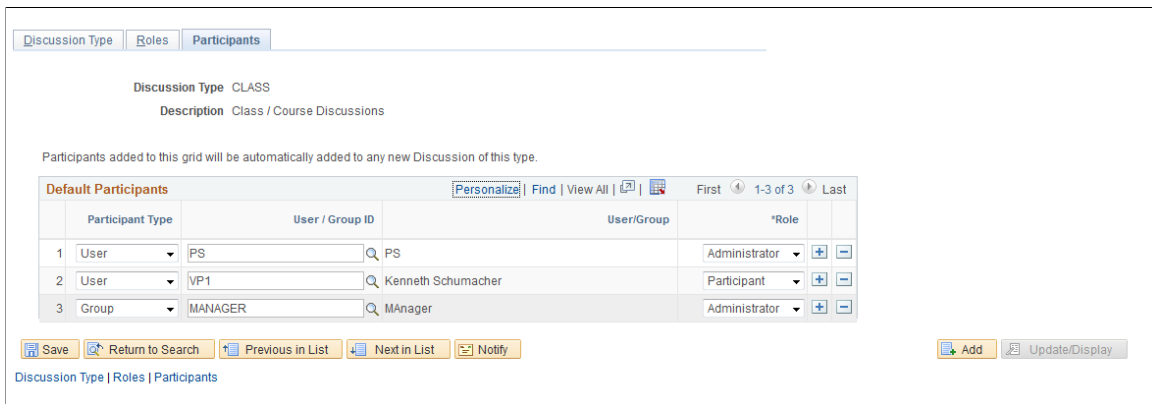 Discussion Type Roles Participants
Discussion Type CLASS
Description Class / Course Discussions
Participants added to this grid will be automatically added to any new Discussion of this type.
Default Participants Personalize | Find | View All | | First 1-3 of 3 Last
Participant Type User / Group ID User/Group *Role
1 User PS PS Administrator
2 User VP1 Kenneth Schumacher Participant
3 Group MANAGER MAnager Administrator
Save Return to Search Previous in List Next in List Notify Add Update/Display
Discussion Type | Roles | Participants